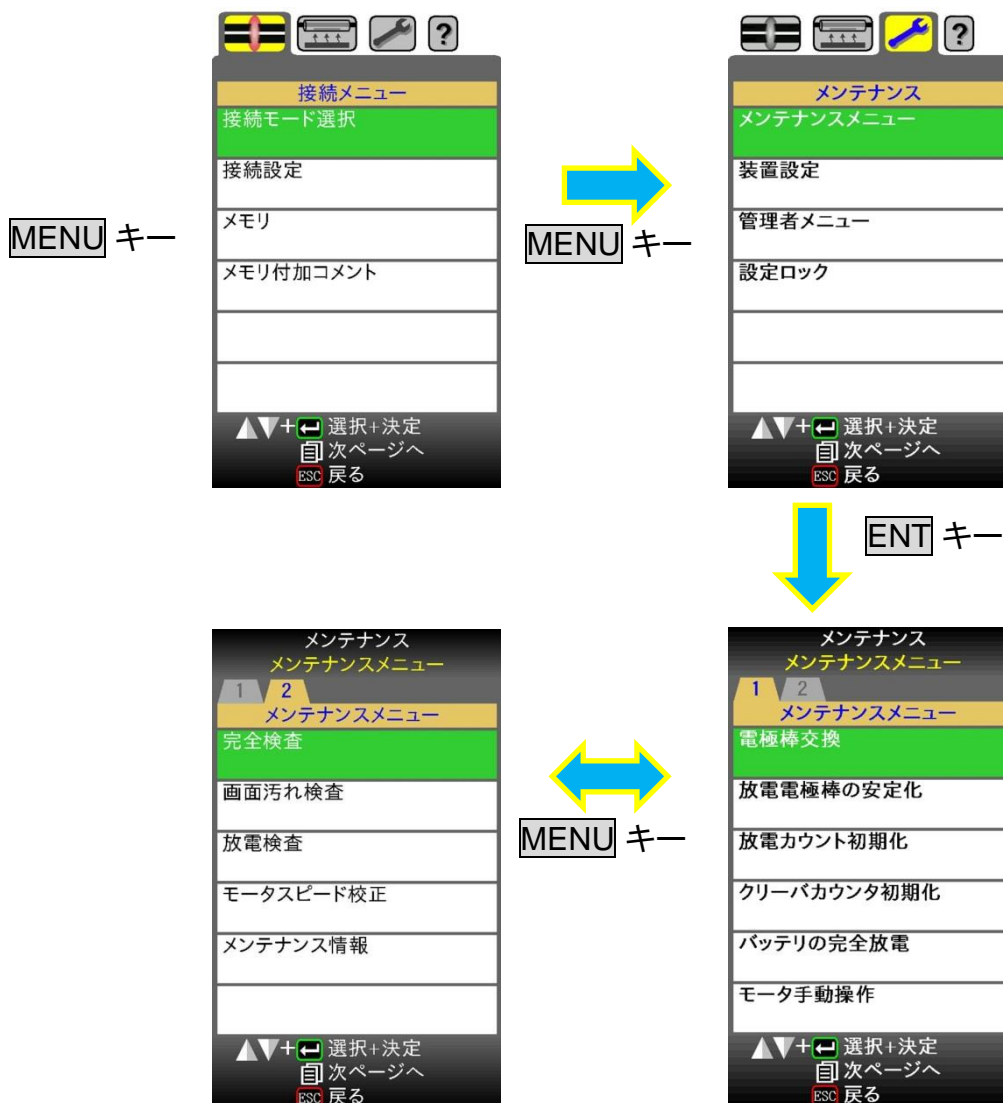 MENU キー
?
接続メニュー
接続モード選択
接続設定
メモリ
メモリ付加コメント
+ 選択+決定
次ページへ
ESC 戻る
MENU キー
?
メンテナンス
メンテナンスメニュー
装置設定
管理者メニュー
設定ロック
+ 選択+決定
次ページへ
ESC 戻る
ENT キー
メンテナンス
メンテナンスメニュー
1 2
メンテナンスメニュー
完全検査
画面汚れ検査
放電検査
モータスピード校正
メンテナンス情報
+ 選択+決定
次ページへ
ESC 戻る
MENU キー
メンテナンス
メンテナンスメニュー
1 2
メンテナンスメニュー
電極棒交換
放電電極棒の安定化
放電カウント初期化
クリーバカウンタ初期化
バッテリの完全放電
モータ手動操作
+ 選択+決定
次ページへ
ESC 戻る